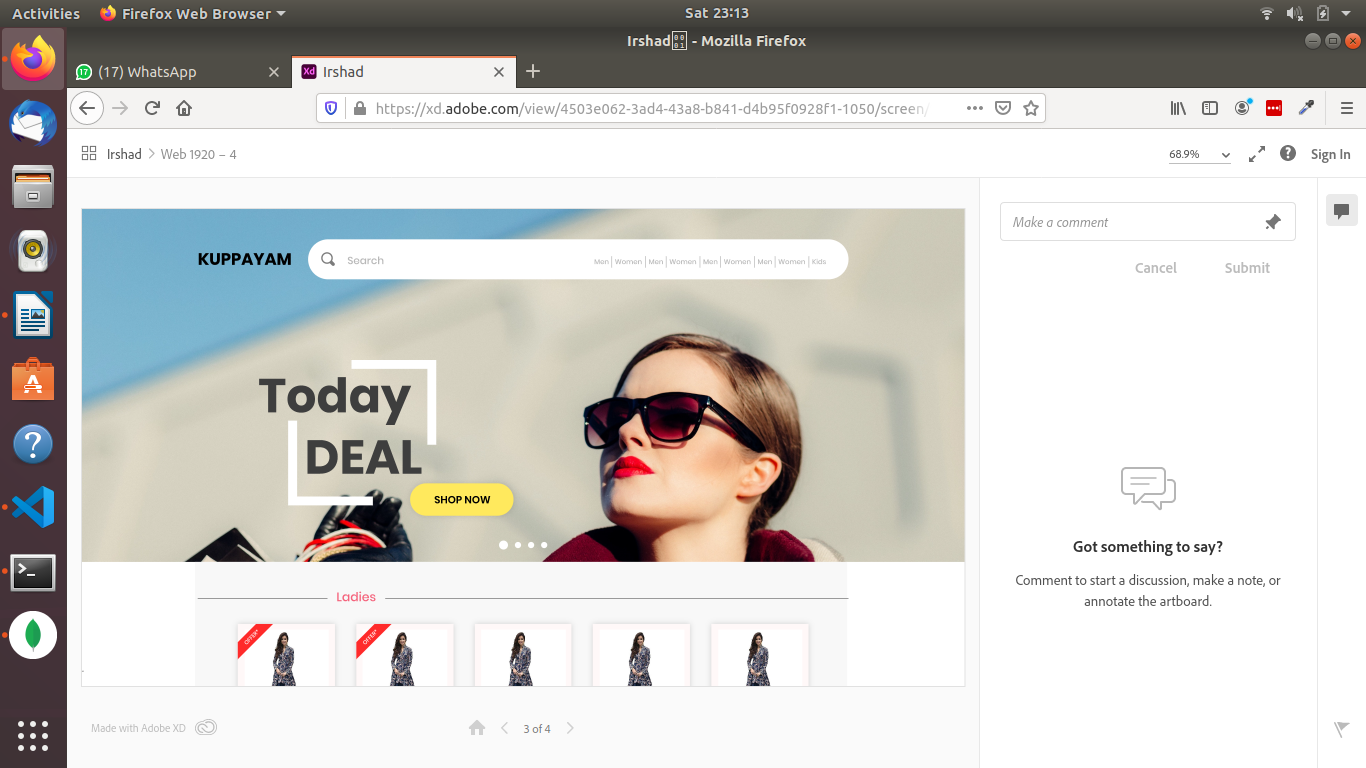 Activities
Firefox Web Browser
Sat 23:13
Irshad - Mozilla Firefox
(17) WhatsApp
Irshad
https://xd.adobe.com/view/4503e062-3ad4-43a8-b841-d4b95f0928f1-1050/screen/
Irshad
Web 1920 – 4
68.9%
Sign In
KUPPAYAM
Search
Men | Women | Men | Women | Men | Women | Men | Women | Kids
Today
DEAL
SHOP NOW
Ladies
OFFER*
OFFER*
Made with Adobe XD
3 of 4
Make a comment
Cancel
Submit
Got something to say?
Comment to start a discussion, make a note, or
annotate the artboard.